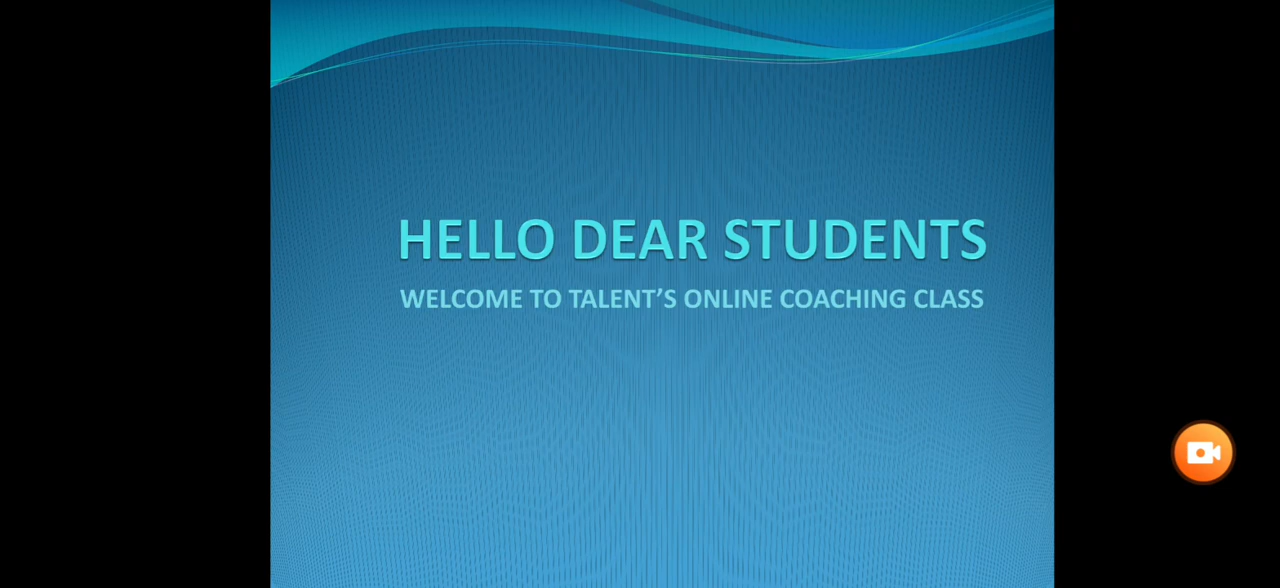 HELLO DEAR STUDENTS
WELCOME TO TALENT’S ONLINE COACHING CLASS